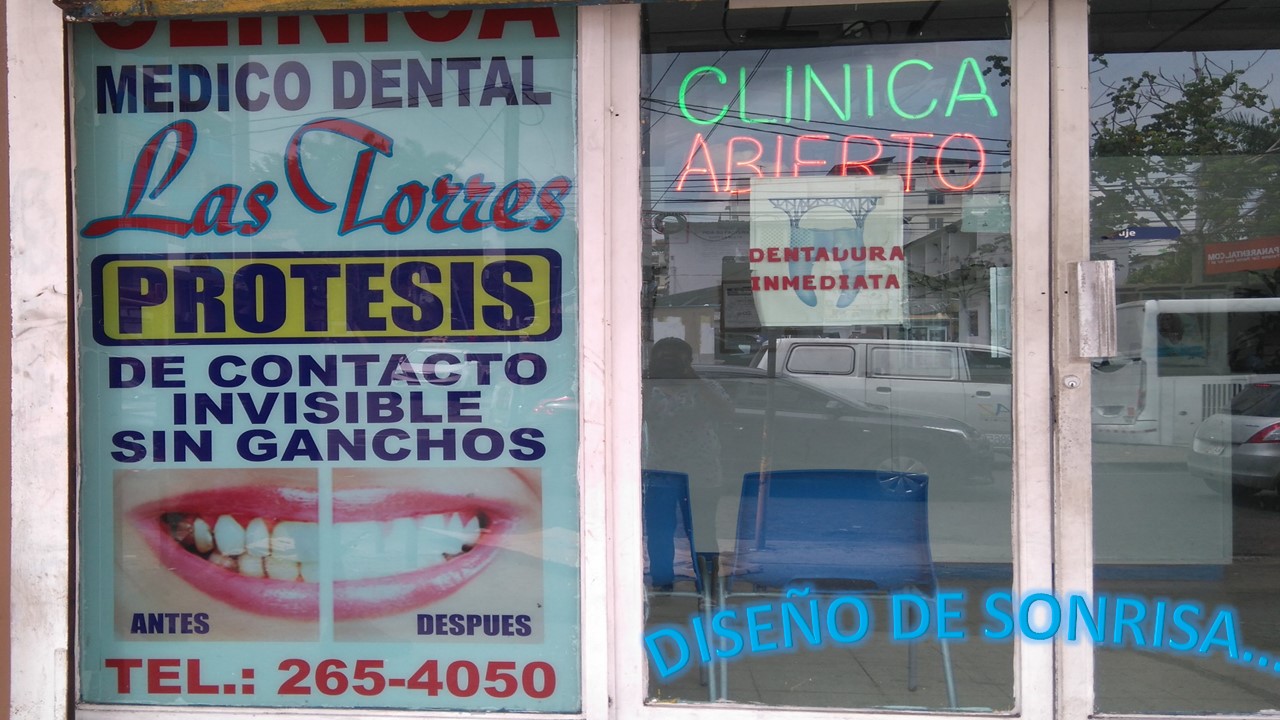 CLINICA
MEDICO DENTAL
Las Torres
PROTESIS
DE CONTACTO
INVISIBLE
SIN GANCHOS
ANTES DESPUES
TEL.: 265-4050
CLINICA
ABIERTO
DENTADURA
INMEDIATA
DISEÑO DE SONRISA...